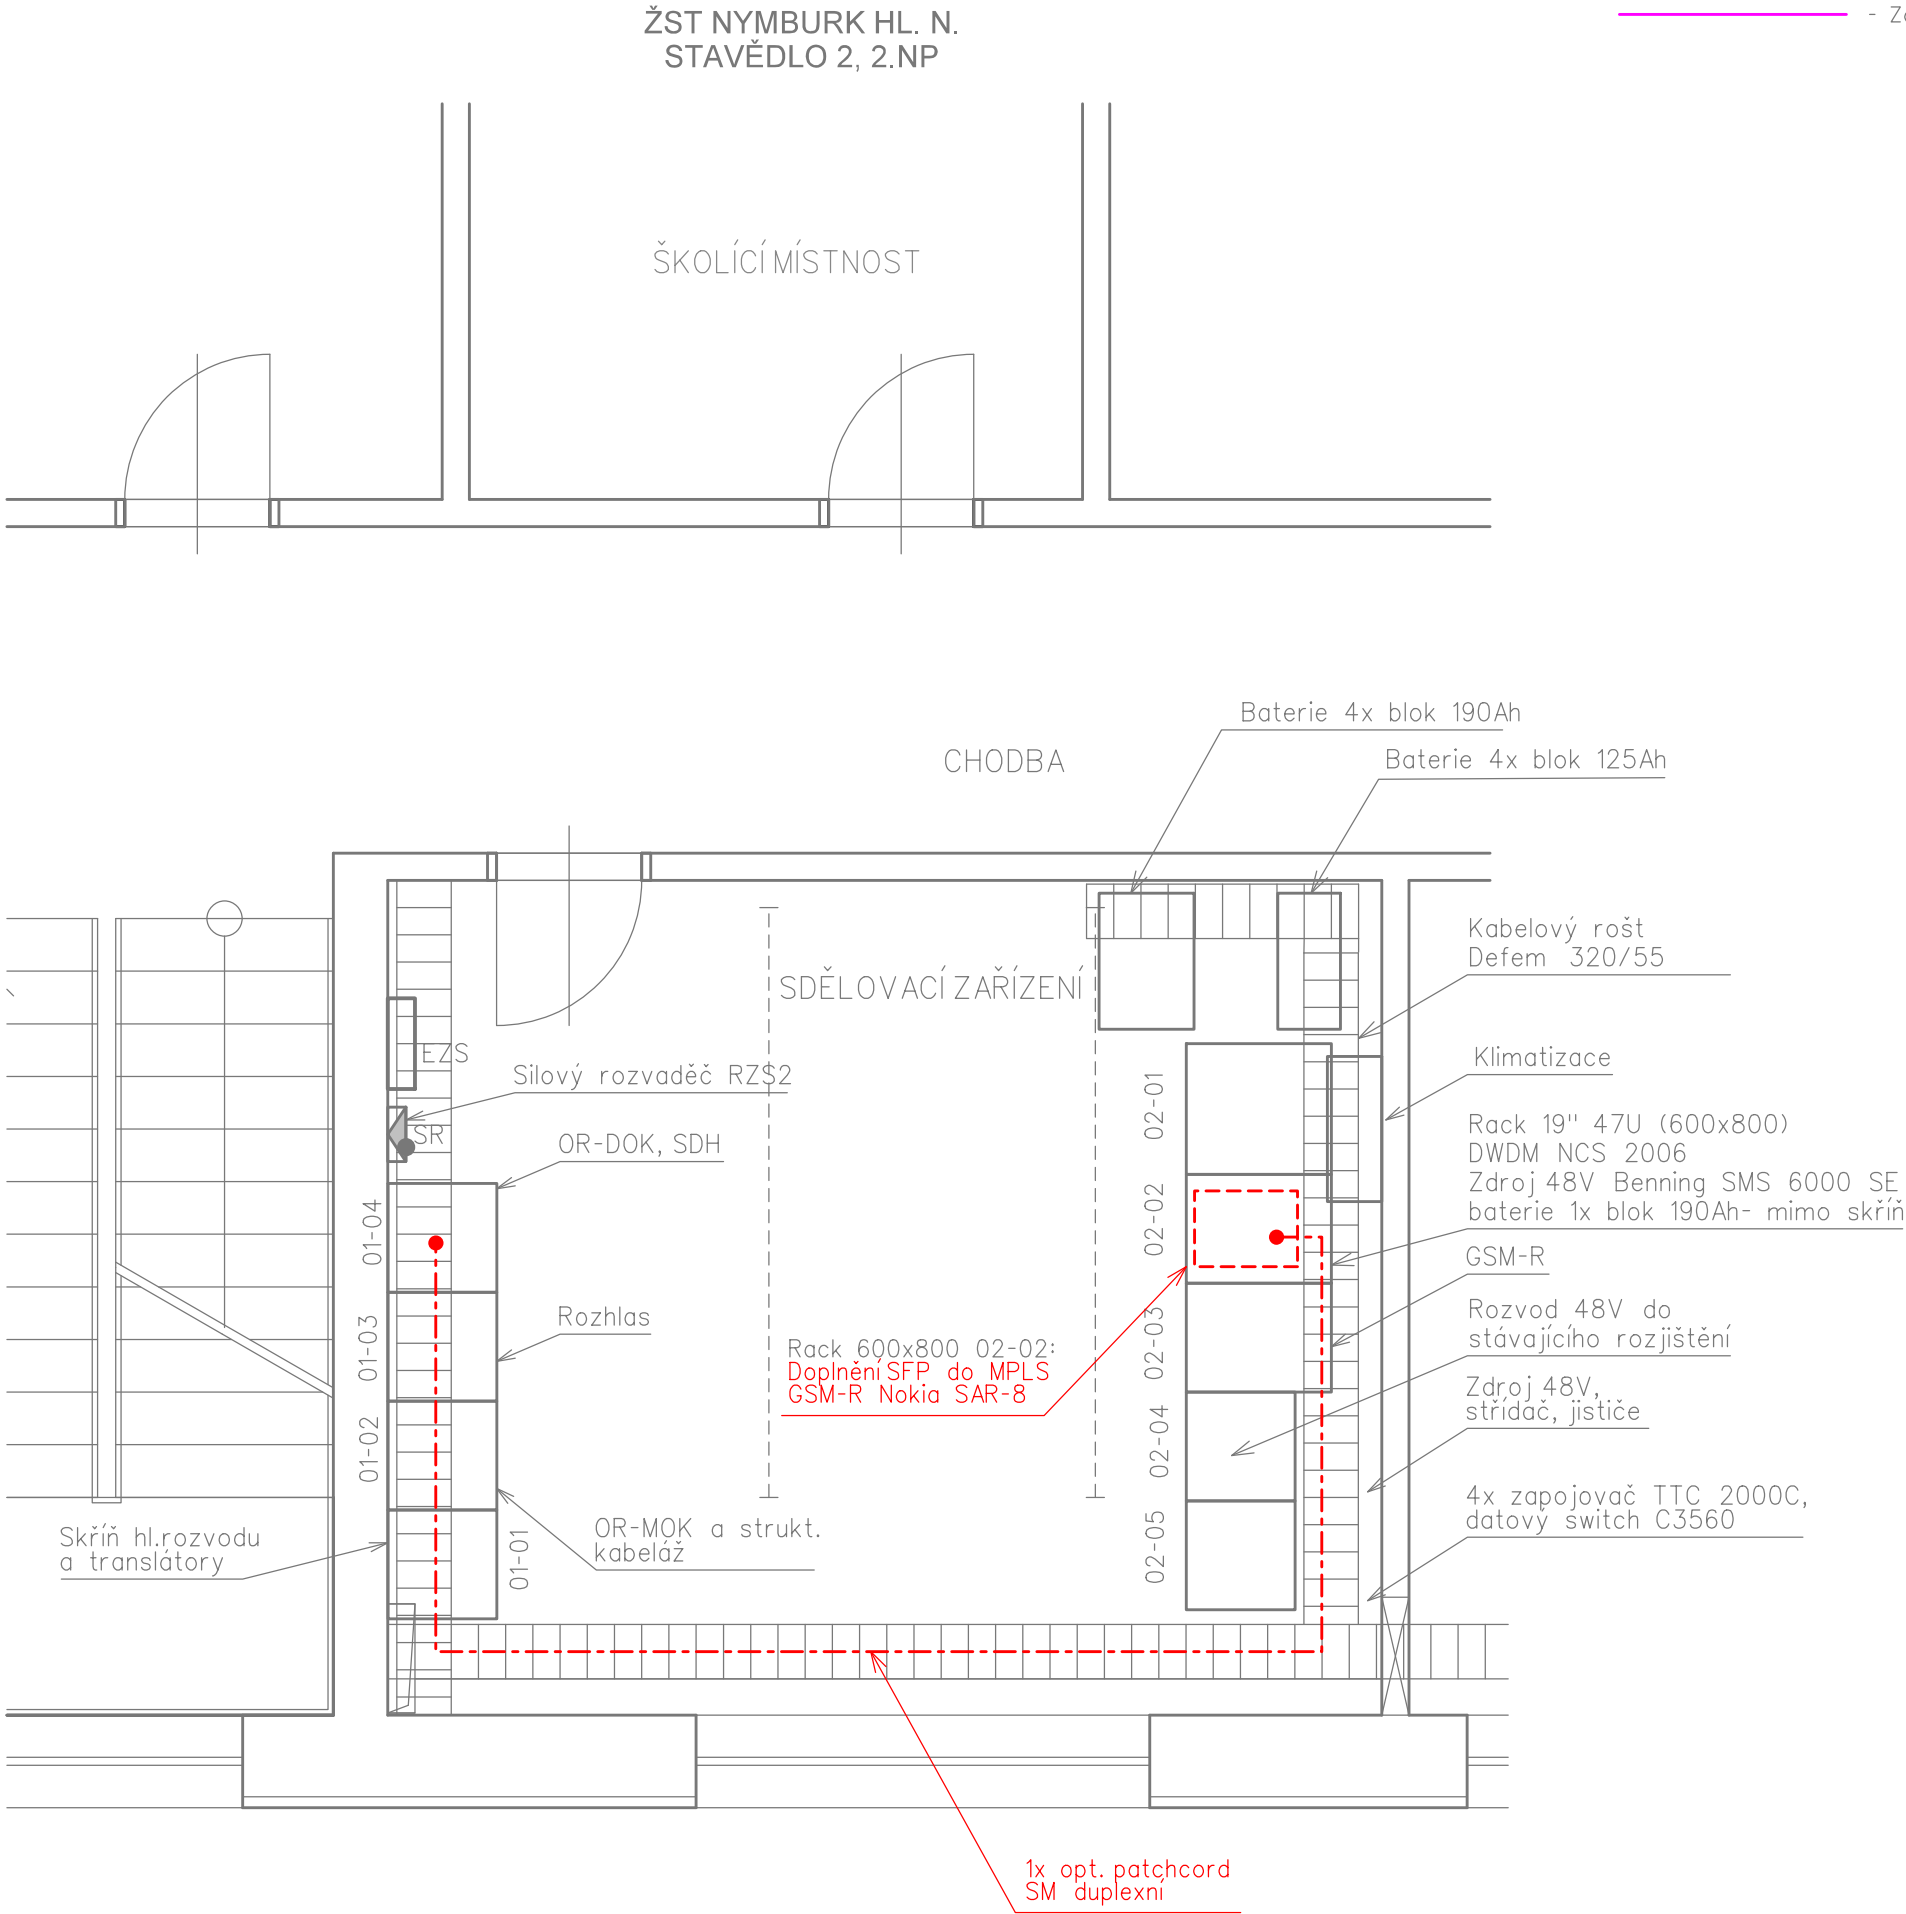 ŽST NYMBURK HL. N.
STAVĚDLO 2, 2.NP
ŠKOLÍCÍ MÍSTNOST
CHODBA
Baterie 4x blok 190Ah
Baterie 4x blok 125Ah
SDĚLOVACÍ ZAŘÍZENÍ
Kabelový rošt
Defem 320/55
Klimatizace
Rack 19" 47U (600x800)
DWDM NCS 2006
Zdroj 48V Benning SMS 6000 SE
baterie 1x blok 190Ah- mimo skříň
GSM-R
Rozvod 48V do
stávajícího rozjištění
Zdroj 48V,
střídač, jističe
4x zapojovač TTC 2000C,
datový switch C3560
EZS
Silový rozvaděč RZS2
SR
OR-DOK, SDH
Rozhlas
OR-MOK a strukt.
kabeláž
Skříň hl.rozvodu
a translátory
01-04
01-03
01-02
01-01
02-01
02-02
02-03
02-04
02-05
Rack 600x800 02-02:
Doplnění SFP do MPLS
GSM-R Nokia SAR-8
1x opt. patchcord
SM duplexní